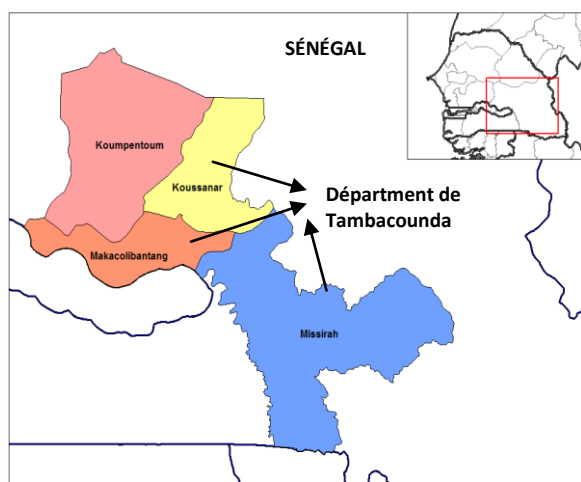 SÉNÉGAL
Koumpentoum
Koussanar
Départment de
Tambacounda
Makacolibantang
Missirah